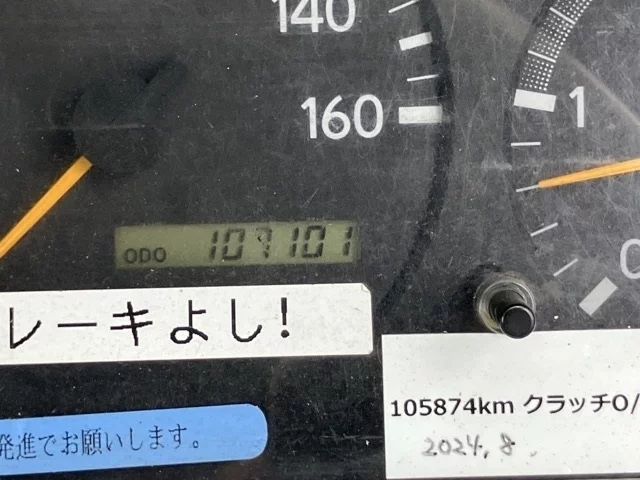 140
160
1
0
ODO 107101
レーキよし!
105874km クラッチO/
発進でお願いします。
2024.8.